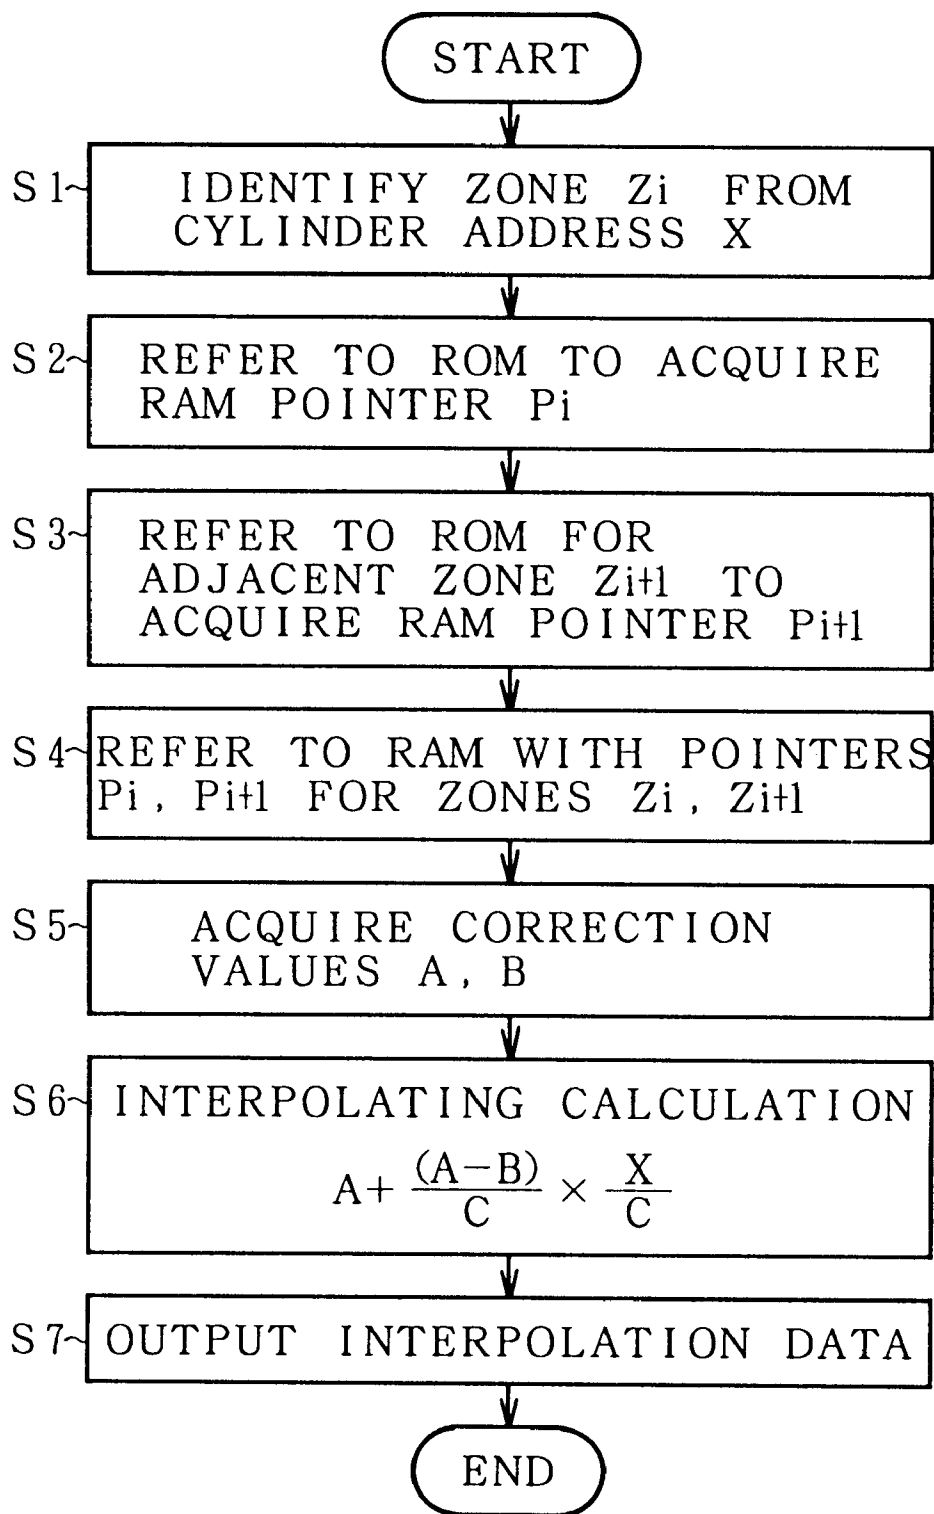 START
S1~
IDENTIFY ZONE Zi FROM
CYLINDER ADDRESS X
S2~
REFER TO ROM TO ACQUIRE
RAM POINTER Pi
S3~
REFER TO ROM FOR
ADJACENT ZONE Zi+1 TO
ACQUIRE RAM POINTER Pi+1
S4~
REFER TO RAM WITH POINTERS
Pi, Pi+1 FOR ZONES Zi, Zi+1
S5~
ACQUIRE CORRECTION
VALUES A, B
S6~
INTERPOLATING CALCULATION
A+ (A-B)/C × X/C
S7~
OUTPUT INTERPOLATION DATA
END